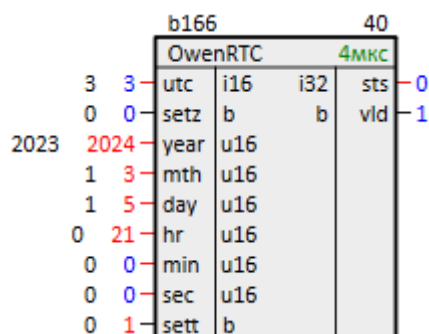 b166 40
OwenRTC 4мкс
3 3 utc i16 i32 sts 0
0 0 setz b b vld 1
2023 2024 year u16
1 3 mth u16
1 5 day u16
0 21 hr u16
0 0 min u16
0 0 sec u16
0 1 sett b